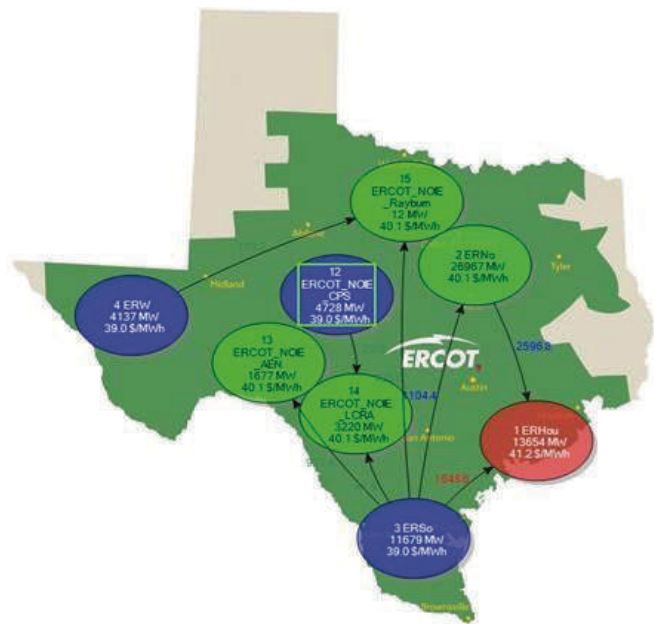 15
ERCOT_NOIE
_Rayburn
12 MW
40.1 $/MWh
2 ERNo
26967 MW
40.1 $/MWh
Tyler
Midland
4 ERW
4137 MW
39.0 $/MWh
12
ERCOT_NOIE
_CPS
4728 MW
39.0 $/MWh
13
ERCOT_NOIE
_AEN
1677 MW
40.1 $/MWh
ERCOT
2596.8
Austin
14
ERCOT_NOIE
_LCRA
3220 MW
40.1 $/MWh
1104.4
San Antonio
1 ERHou
13654 MW
41.2 $/MWh
3 ERSo
11679 MW
39.0 $/MWh
Brownsville